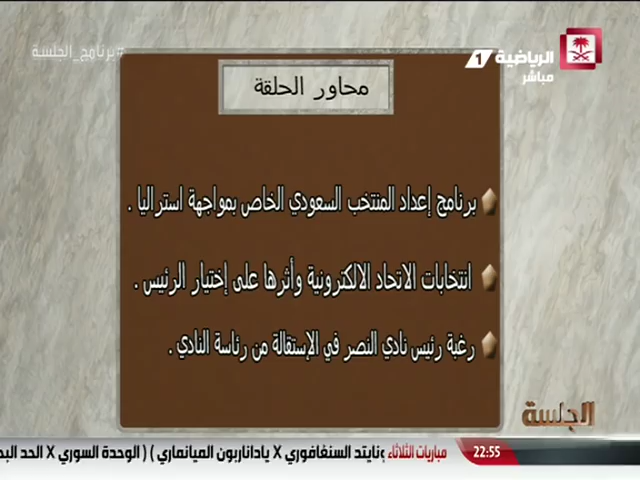 #برنامج_الجلسة
الرياضية 1
مباشر
محاور الحلقة
برنامج إعداد المنتخب السعودي الخاص بمواجهة استراليا .
انتخابات الاتحاد الالكترونية وأثرها على إختيار الرئيس .
رغبة رئيس نادي النصر في الإستقالة من رئاسة النادي .
الجلسة
22:55 مباريات الثلاثاء ونايتد السنغافوري X ياداناربون الميانماري ) ( الوحدة السوري X الحد